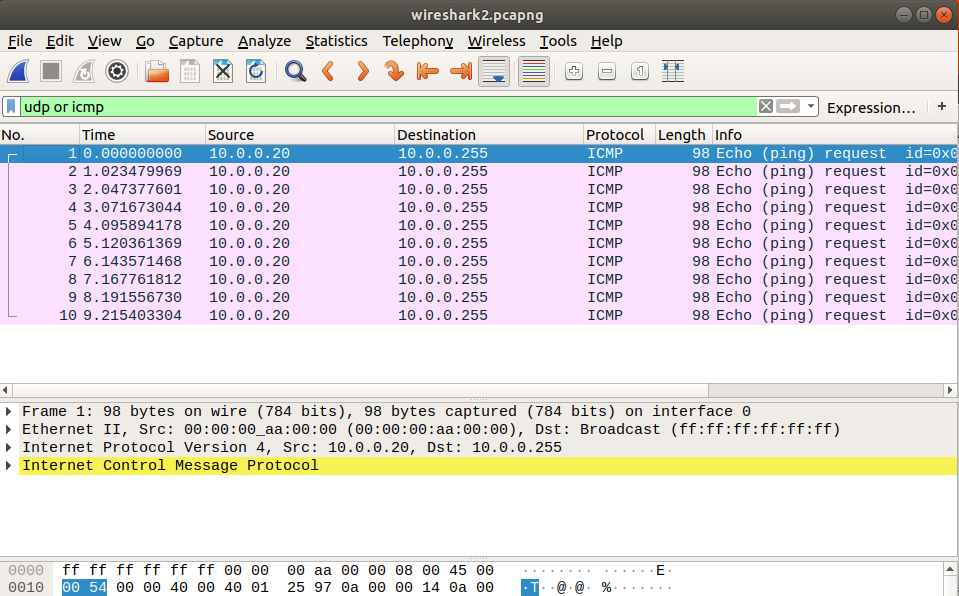 wireshark2.pcapng
File Edit View Go Capture Analyze Statistics Telephony Wireless Tools Help
udp or icmp Expression… +
No. Time Source Destination Protocol Length Info
1 0.000000000 10.0.0.20 10.0.0.255 ICMP 98 Echo (ping) request id=0x0
2 1.023479969 10.0.0.20 10.0.0.255 ICMP 98 Echo (ping) request id=0x0
3 2.047377601 10.0.0.20 10.0.0.255 ICMP 98 Echo (ping) request id=0x0
4 3.071673044 10.0.0.20 10.0.0.255 ICMP 98 Echo (ping) request id=0x0
5 4.095894178 10.0.0.20 10.0.0.255 ICMP 98 Echo (ping) request id=0x0
6 5.120361369 10.0.0.20 10.0.0.255 ICMP 98 Echo (ping) request id=0x0
7 6.143571468 10.0.0.20 10.0.0.255 ICMP 98 Echo (ping) request id=0x0
8 7.167761812 10.0.0.20 10.0.0.255 ICMP 98 Echo (ping) request id=0x0
9 8.191556730 10.0.0.20 10.0.0.255 ICMP 98 Echo (ping) request id=0x0
10 9.215403304 10.0.0.20 10.0.0.255 ICMP 98 Echo (ping) request id=0x0
Frame 1: 98 bytes on wire (784 bits), 98 bytes captured (784 bits) on interface 0
Ethernet II, Src: 00:00:00_aa:00:00 (00:00:00:aa:00:00), Dst: Broadcast (ff:ff:ff:ff:ff:ff)
Internet Protocol Version 4, Src: 10.0.0.20, Dst: 10.0.0.255
Internet Control Message Protocol
0000 ff ff ff ff ff ff 00 00 00 aa 00 00 08 00 45 00 ········ ······E·
0010 00 54 00 00 40 00 40 01 25 97 0a 00 00 14 0a 00 ·T··@·@· %·······